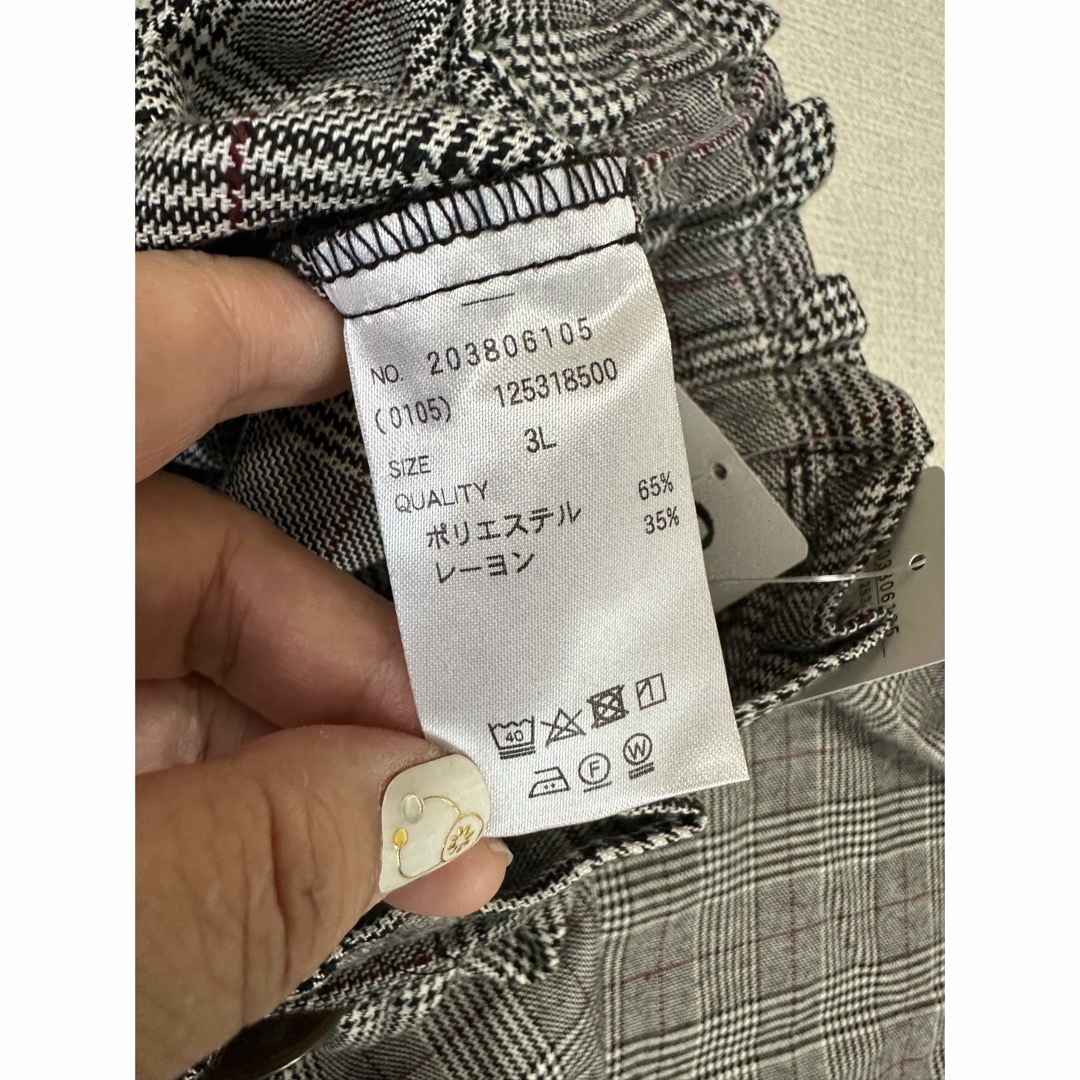 NO. 203806105
(0105) 125318500
SIZE 3L
QUALITY
ポリエステル 65%
レーヨン 35%
40
F W